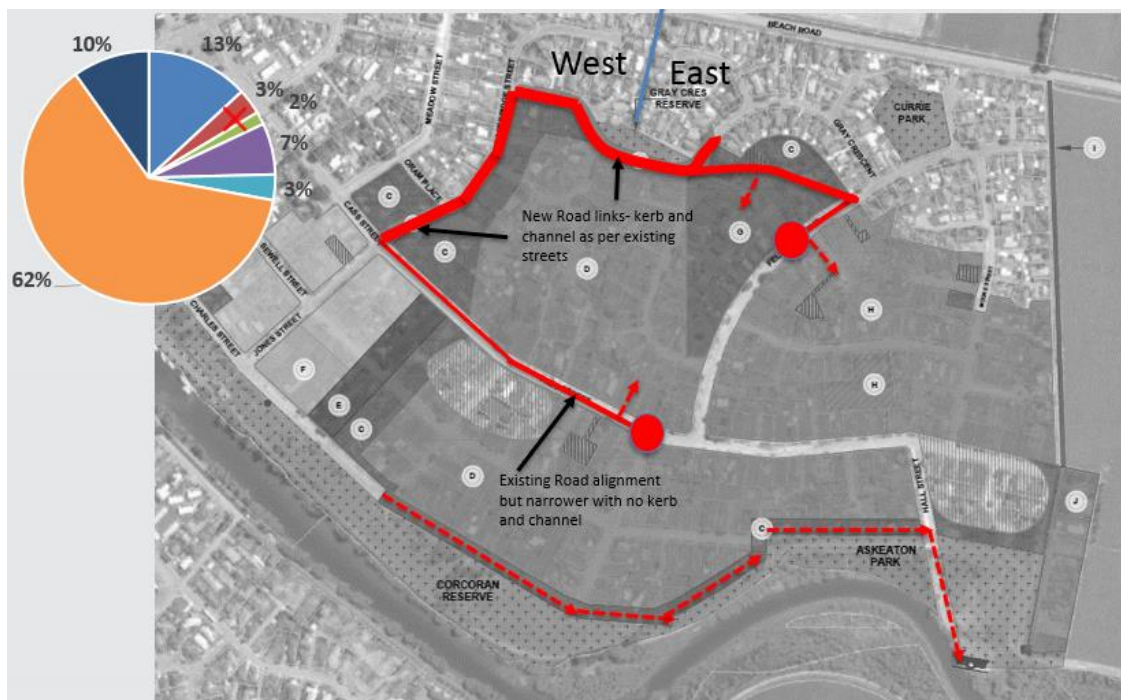 10%
13%
3%
2%
7%
3%
62%
West
East
BEACH ROAD
MEADOW STREET
GRAY CRES
RESERVE
CURRIE
PARK
GRAY CRESCENT
C
I
ORAM PLACE
C
C
CASS STREET
New Road links- kerb and
channel as per existing
streets
G
SEWELL STREET
D
H
CHARLES STREET
JONES STREET
F
H
E
C
D
Existing Road alignment
but narrower with no kerb
and channel
HALL STREET
J
C
ASKEATON
PARK
CORCORAN
RESERVE